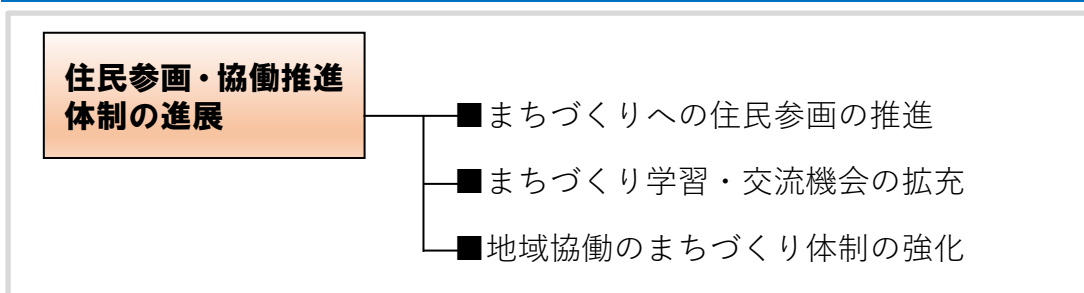 住民参画・協働推進
体制の進展
■まちづくりへの住民参画の推進
■まちづくり学習・交流機会の拡充
■地域協働のまちづくり体制の強化